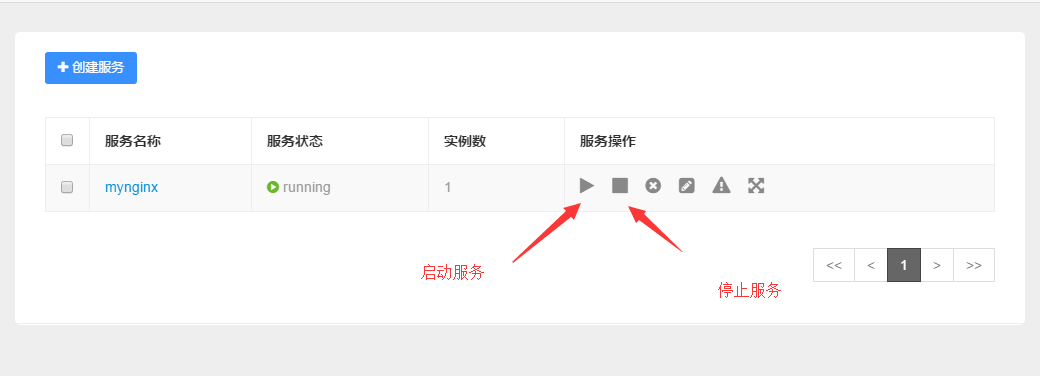 创建服务
服务名称 服务状态 实例数 服务操作
mynginx running 1
启动服务
停止服务
<< < 1 > >>